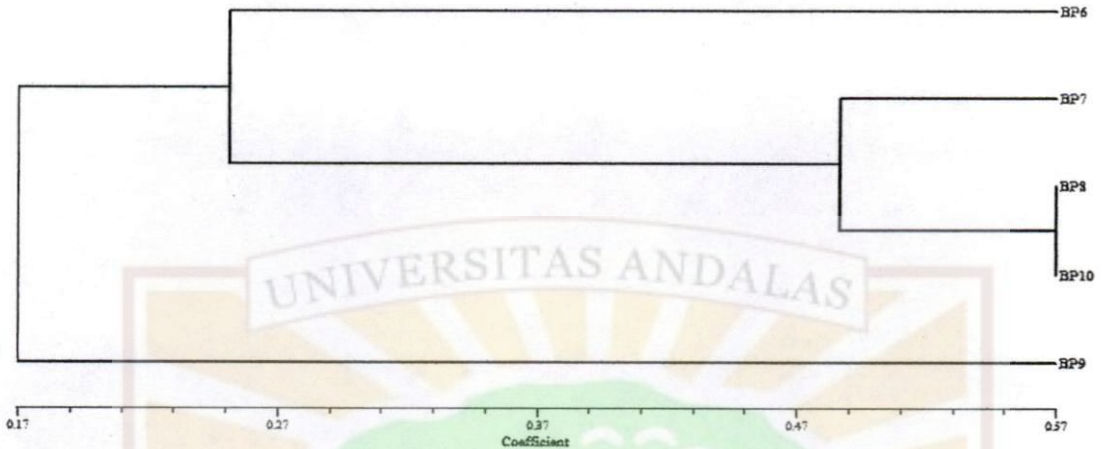 BP6
BP7
BP8
UNIVERSITAS ANDALAS
BP10
BP9
0.17 0.27 0.37 0.47 0.57
Coefficient